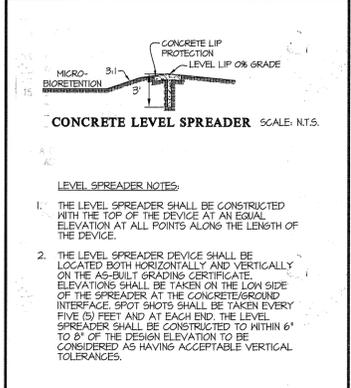 CONCRETE LIP
PROTECTION
LEVEL LIP 0% GRADE
MICRO-
BIORETENTION
3:1
3'
15
CONCRETE LEVEL SPREADER SCALE: N.T.S.
LEVEL SPREADER NOTES:
1. THE LEVEL SPREADER SHALL BE CONSTRUCTED
WITH THE TOP OF THE DEVICE AT AN EQUAL
ELEVATION AT ALL POINTS ALONG THE LENGTH OF
THE DEVICE.
2. THE LEVEL SPREADER DEVICE SHALL BE
LOCATED BOTH HORIZONTALLY AND VERTICALLY
ON THE AS-BUILT GRADING CERTIFICATE.
ELEVATIONS SHALL BE TAKEN ON THE LOW SIDE
OF THE SPREADER AT THE CONCRETE/GROUND
INTERFACE. SPOT SHOTS SHALL BE TAKEN EVERY
FIVE (5) FEET AND AT EACH END. THE LEVEL
SPREADER SHALL BE CONSTRUCTED TO WITHIN 6"
TO 8" OF THE DESIGN ELEVATION TO BE
CONSIDERED AS HAVING ACCEPTABLE VERTICAL
TOLERANCES.